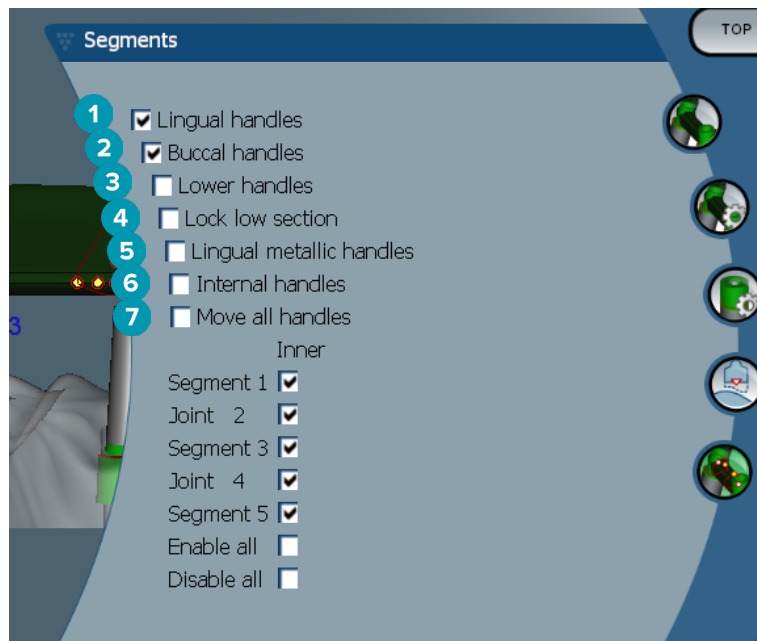 Segments
TOP
1 Lingual handles
2 Buccal handles
3 Lower handles
4 Lock low section
5 Lingual metallic handles
6 Internal handles
7 Move all handles
3
Inner
Segment 1
Joint 2
Segment 3
Joint 4
Segment 5
Enable all
Disable all